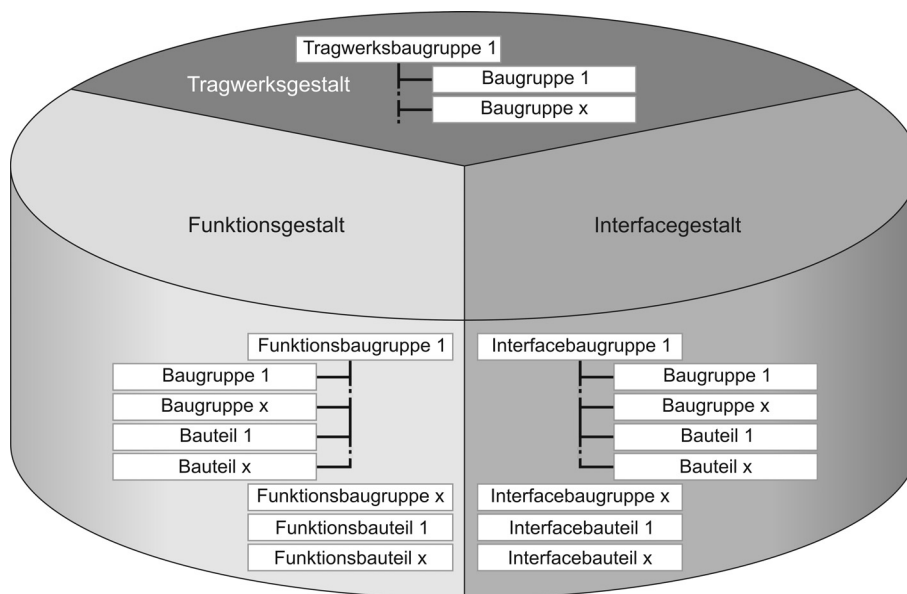 Tragwerksbaugruppe 1
Tragwerksgestalt
Baugruppe 1
Baugruppe x
Funktionsgestalt
Interfacegestalt
Funktionsbaugruppe 1
Baugruppe 1
Baugruppe x
Bauteil 1
Bauteil x
Funktionsbaugruppe x
Funktionsbauteil 1
Funktionsbauteil x
Interfacebaugruppe 1
Baugruppe 1
Baugruppe x
Bauteil 1
Bauteil x
Interfacebaugruppe x
Interfacebauteil 1
Interfacebauteil x